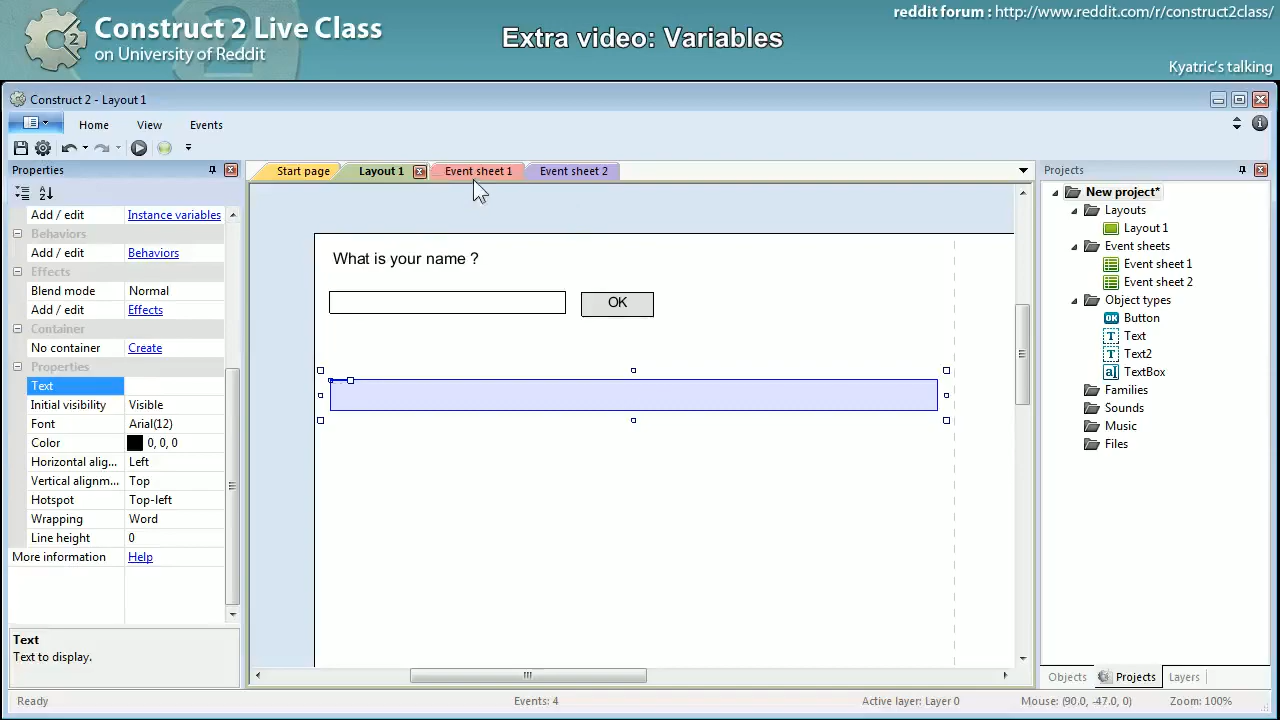 Construct 2 Live Class
on University of Reddit
Extra video: Variables
reddit forum : http://www.reddit.com/r/construct2class/
Kyatric's talking
Construct 2 - Layout 1
Home View Events
Properties
Start page Layout 1 Event sheet 1 Event sheet 2
Projects
Add / edit Instance variables
Behaviors
Add / edit Behaviors
Effects
Blend mode Normal
Add / edit Effects
Container
No container Create
Properties
Text
Initial visibility Visible
Font Arial(12)
Color 0, 0, 0
Horizontal alig... Left
Vertical alignm... Top
Hotspot Top-left
Wrapping Word
Line height 0
More information Help
Text
Text to display.
What is your name ?
OK
New project*
Layouts
Layout 1
Event sheets
Event sheet 1
Event sheet 2
Object types
OK Button
T Text
T Text2
aI TextBox
Families
Sounds
Music
Files
Objects Projects Layers
Ready Events: 4 Active layer: Layer 0 Mouse: (90.0, -47.0, 0) Zoom: 100%